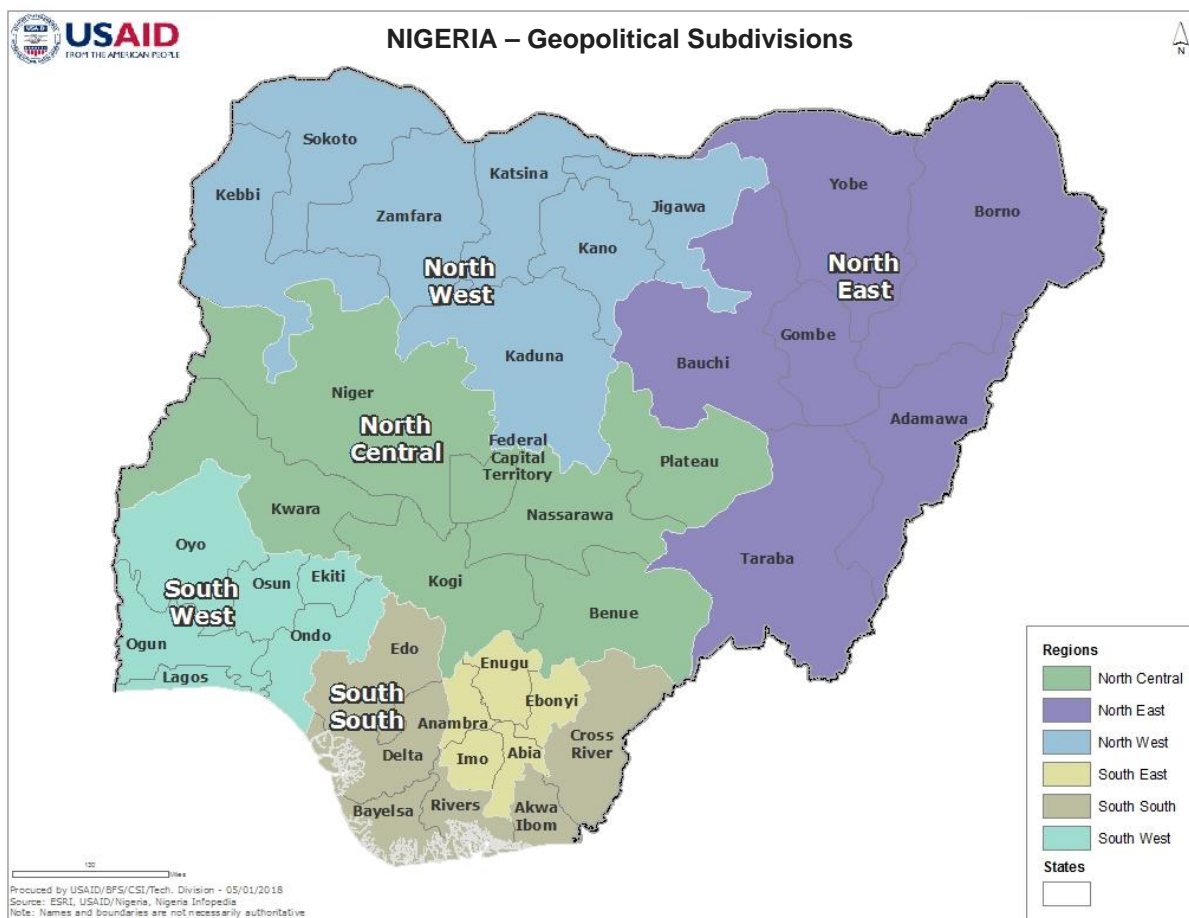 USAID
FROM THE AMERICAN PEOPLE
NIGERIA – Geopolitical Subdivisions
N
Sokoto
Katsina
Kebbi
Zamfara
Jigawa
Yobe
Borno
Kano
North
West
North
East
Kaduna
Gombe
Bauchi
Niger
Adamawa
North
Central
Federal
Capital
Territory
Plateau
Kwara
Nassarawa
Oyo
Taraba
South
West
Osun
Ekiti
Kogi
Benue
Ogun
Ondo
Edo
Lagos
Enugu
South
South
Ebonyi
Anambra
Cross
River
Delta
Imo
Abia
Bayelsa
Rivers
Akwa
Ibom
Regions
North Central
North East
North West
South East
South South
South West
States
120
Miles
Procuced by USAID/BFS/CSI/Tech. Division - 05/01/2018
Source: ESRI, USAID/Nigeria, Nigeria Infopedia
Note: Names and boundaries are not necessarily authoritative